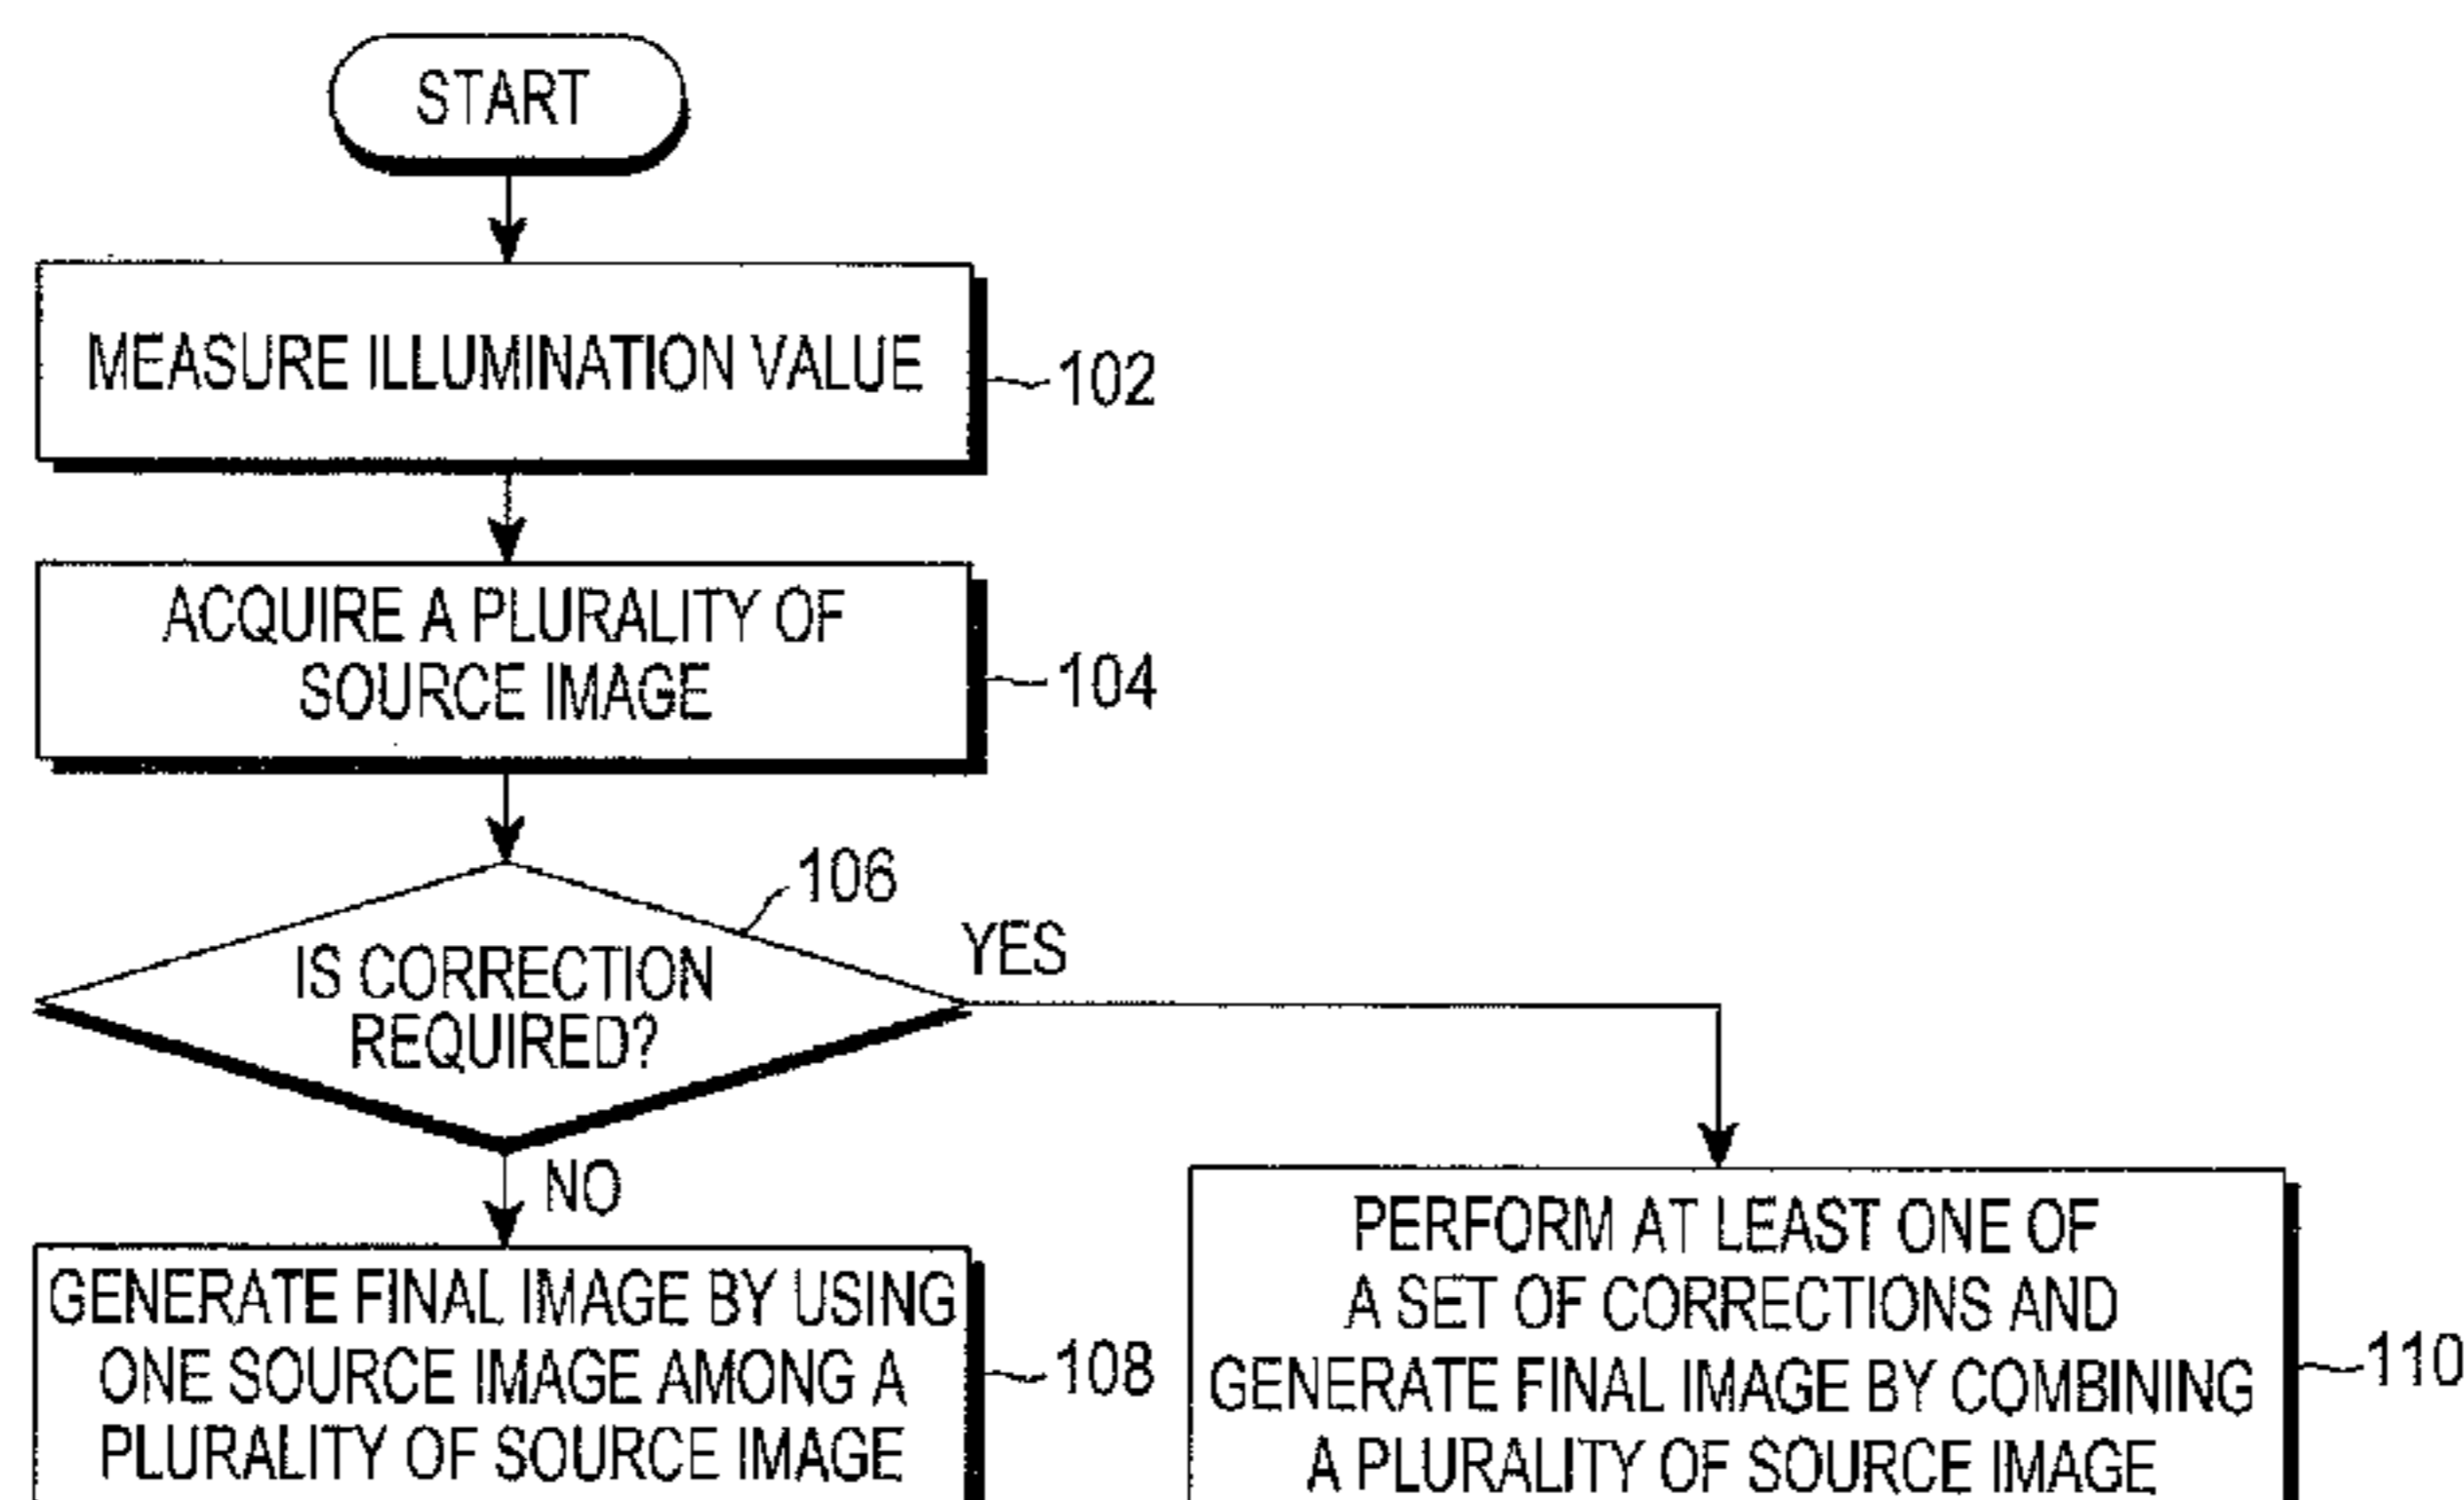 START
MEASURE ILLUMINATION VALUE
102
ACQUIRE A PLURALITY OF
SOURCE IMAGE
104
106
IS CORRECTION
REQUIRED?
YES
NO
GENERATE FINAL IMAGE BY USING
ONE SOURCE IMAGE AMONG A
PLURALITY OF SOURCE IMAGE
108
PERFORM AT LEAST ONE OF
A SET OF CORRECTIONS AND
GENERATE FINAL IMAGE BY COMBINING
A PLURALITY OF SOURCE IMAGE
110